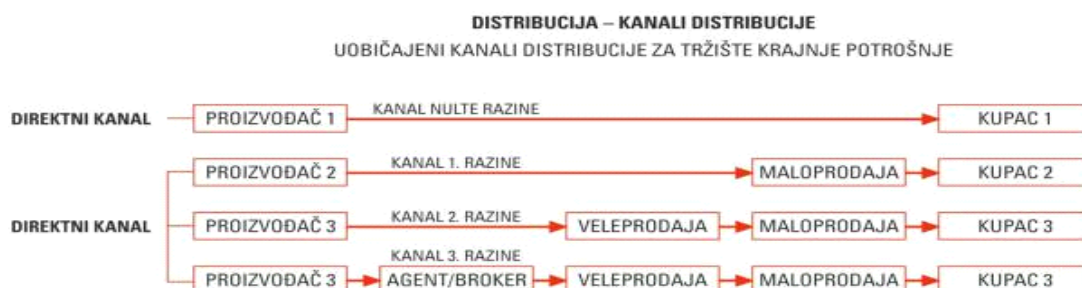 DISTRIBUCIJA – KANALI DISTRIBUCIJE
UOBIČAJENI KANALI DISTRIBUCIJE ZA TRŽIŠTE KRAJNJE POTROŠNJE
DIREKTNI KANAL PROIZVOĐAČ 1 KANAL NULTE RAZINE KUPAC 1
PROIZVOĐAČ 2 KANAL 1. RAZINE MALOPRODAJA KUPAC 2
DIREKTNI KANAL PROIZVOĐAČ 3 KANAL 2. RAZINE VELEPRODAJA MALOPRODAJA KUPAC 3
KANAL 3. RAZINE
PROIZVOĐAČ 3 AGENT/BROKER VELEPRODAJA MALOPRODAJA KUPAC 3